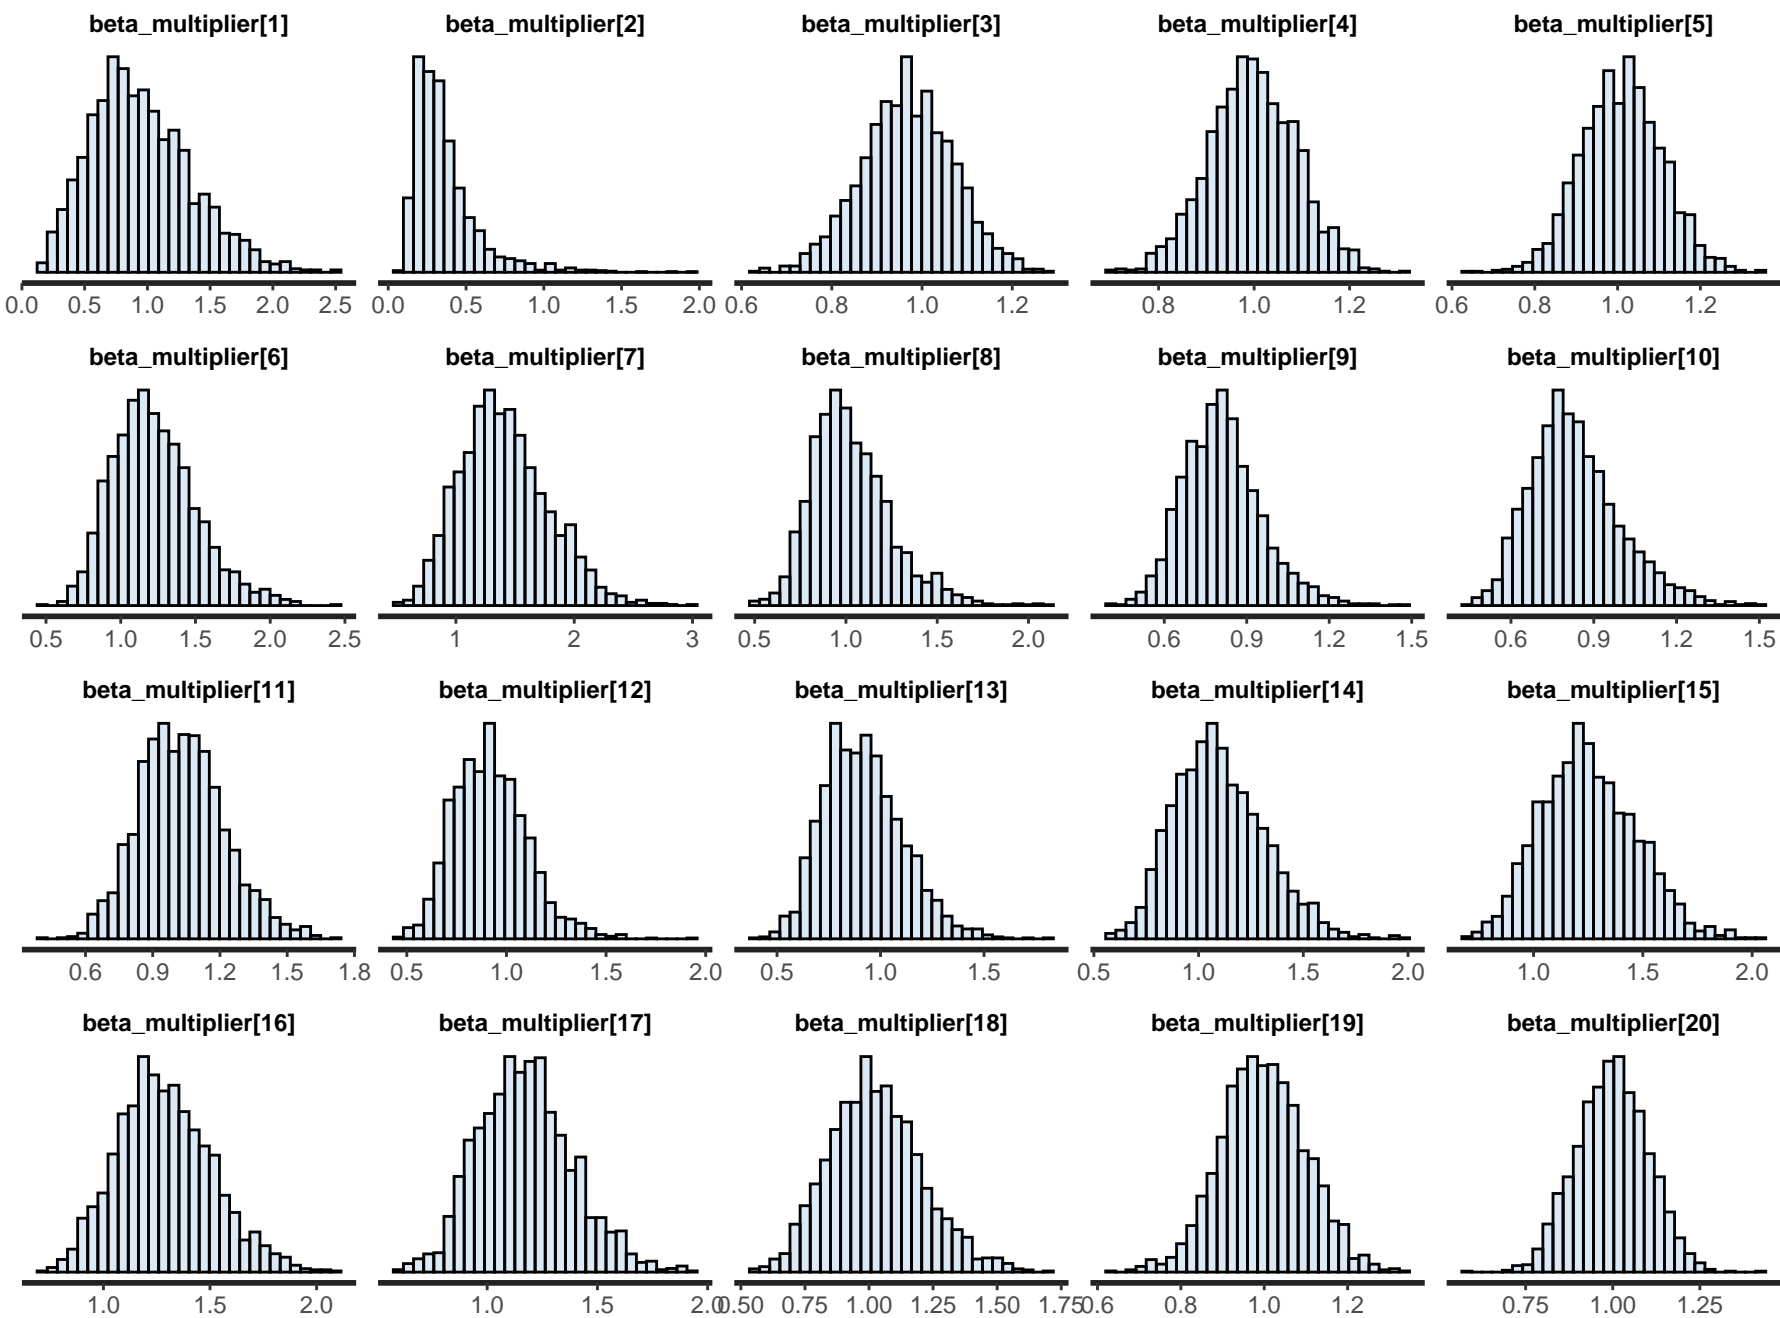 beta_multiplier[1] beta_multiplier[2] beta_multiplier[3] beta_multiplier[4] beta_multiplier[5]
0.0 0.5 1.0 1.5 2.0 2.5 0.0 0.5 1.0 1.5 2.0 0.6 0.8 1.0 1.2 0.8 1.0 1.2 0.6 0.8 1.0 1.2
beta_multiplier[6] beta_multiplier[7] beta_multiplier[8] beta_multiplier[9] beta_multiplier[10]
0.5 1.0 1.5 2.0 2.5 1 2 3 0.5 1.0 1.5 2.0 0.6 0.9 1.2 1.5 0.6 0.9 1.2 1.5
beta_multiplier[11] beta_multiplier[12] beta_multiplier[13] beta_multiplier[14] beta_multiplier[15]
0.6 0.9 1.2 1.5 1.8 0.5 1.0 1.5 2.0 0.5 1.0 1.5 0.5 1.0 1.5 2.0 1.0 1.5 2.0
beta_multiplier[16] beta_multiplier[17] beta_multiplier[18] beta_multiplier[19] beta_multiplier[20]
1.0 1.5 2.0 1.0 1.5 2.0 0.50 0.75 1.00 1.25 1.50 1.75 0.6 0.8 1.0 1.2 0.75 1.00 1.25